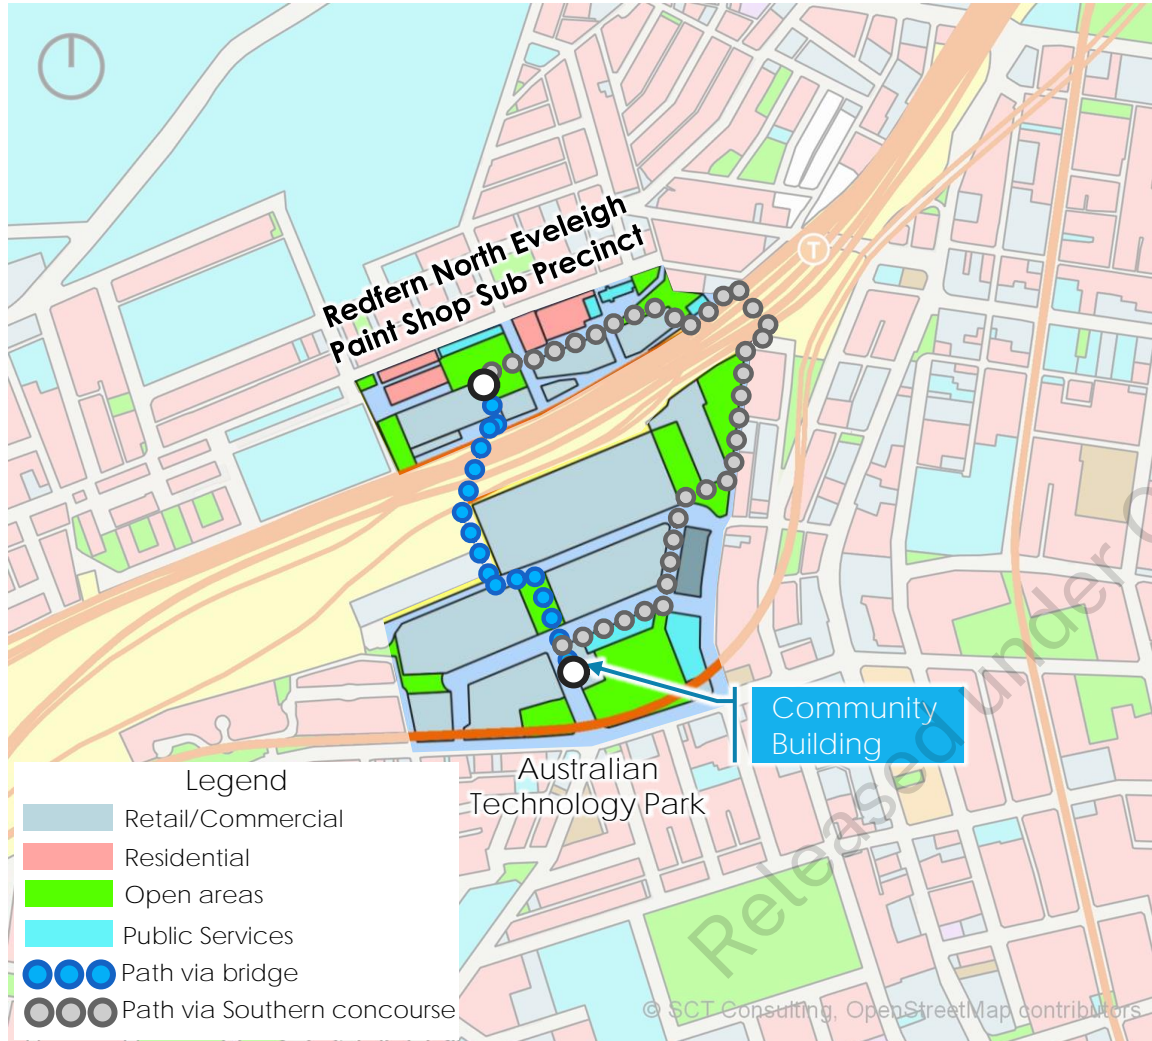 Redfern North Eveleigh
Paint Shop Sub Precinct
T
Community
Building
Australian
Technology Park
Legend
Retail/Commercial
Residential
Open areas
Public Services
Path via bridge
Path via Southern concourse
Released under
© SCT Consulting, OpenStreetMap contributors